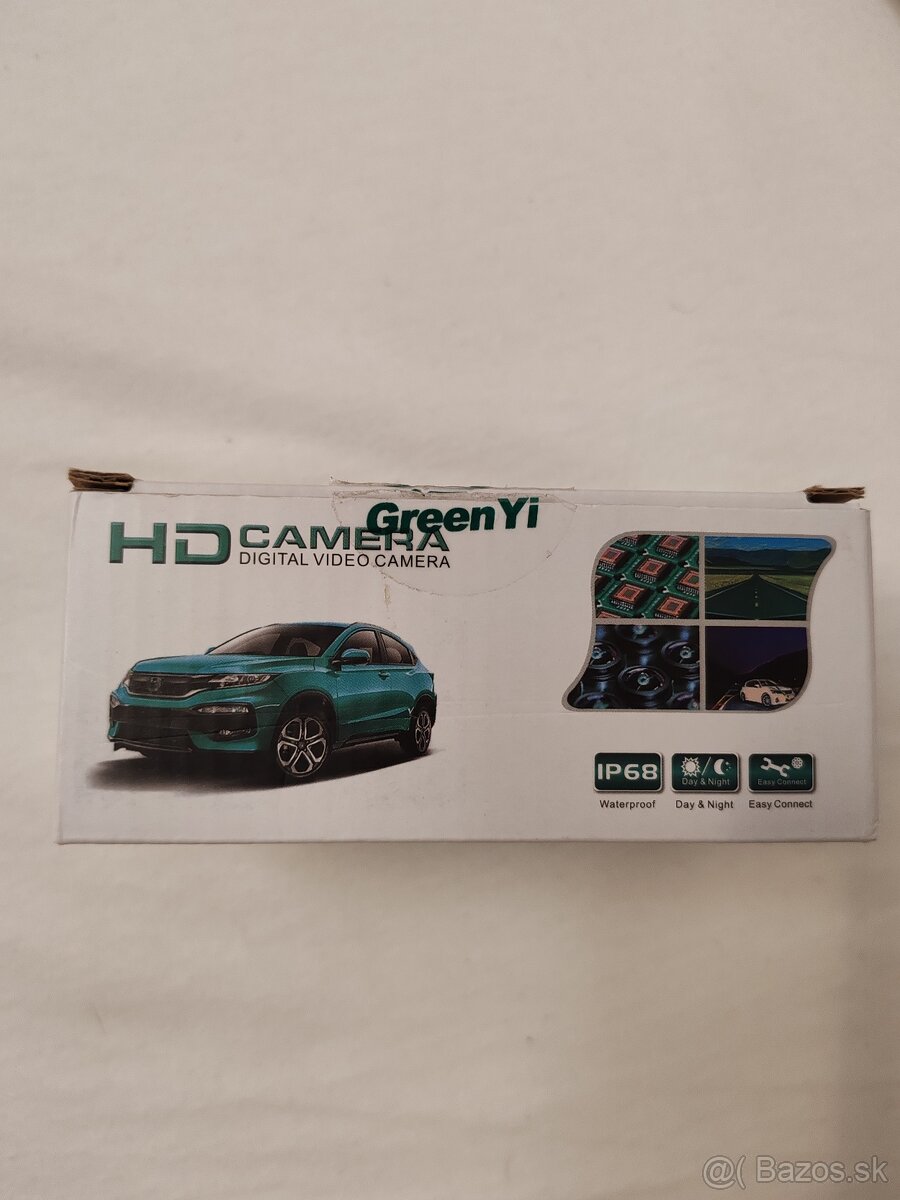 GreenYi
HD CAMERA
DIGITAL VIDEO CAMERA
IP68
Day & Night
Easy Connect
Waterproof
Day & Night
Easy Connect
@( Bazos.sk